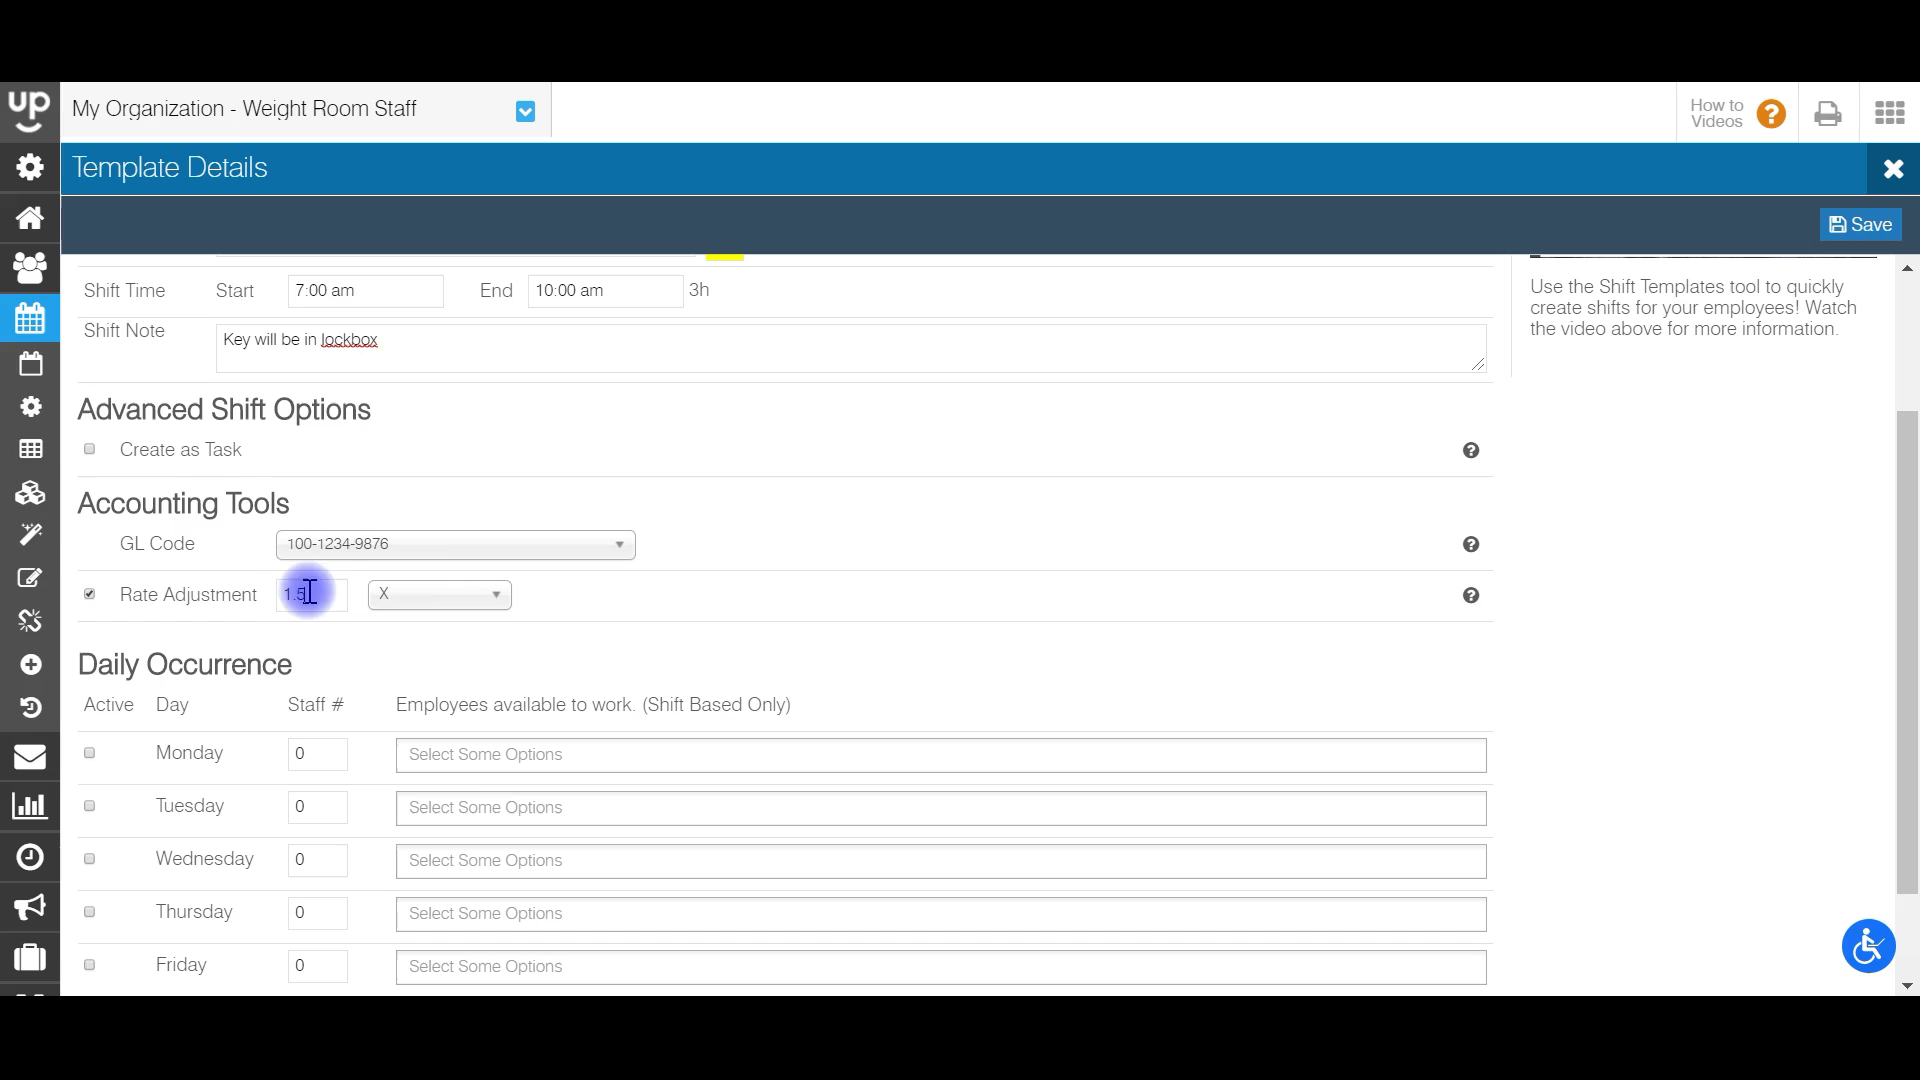 up
My Organization - Weight Room Staff
How to
Videos
?
Template Details
Save
Shift Time Start 7:00 am End 10:00 am 3h
Use the Shift Templates tool to quickly
create shifts for your employees! Watch
the video above for more information.
Shift Note Key will be in lockbox
Advanced Shift Options
Create as Task ?
Accounting Tools
GL Code 100-1234-9876 ?
Rate Adjustment 1.5 X ?
Daily Occurrence
Active Day Staff # Employees available to work. (Shift Based Only)
Monday 0 Select Some Options
Tuesday 0 Select Some Options
Wednesday 0 Select Some Options
Thursday 0 Select Some Options
Friday 0 Select Some Options